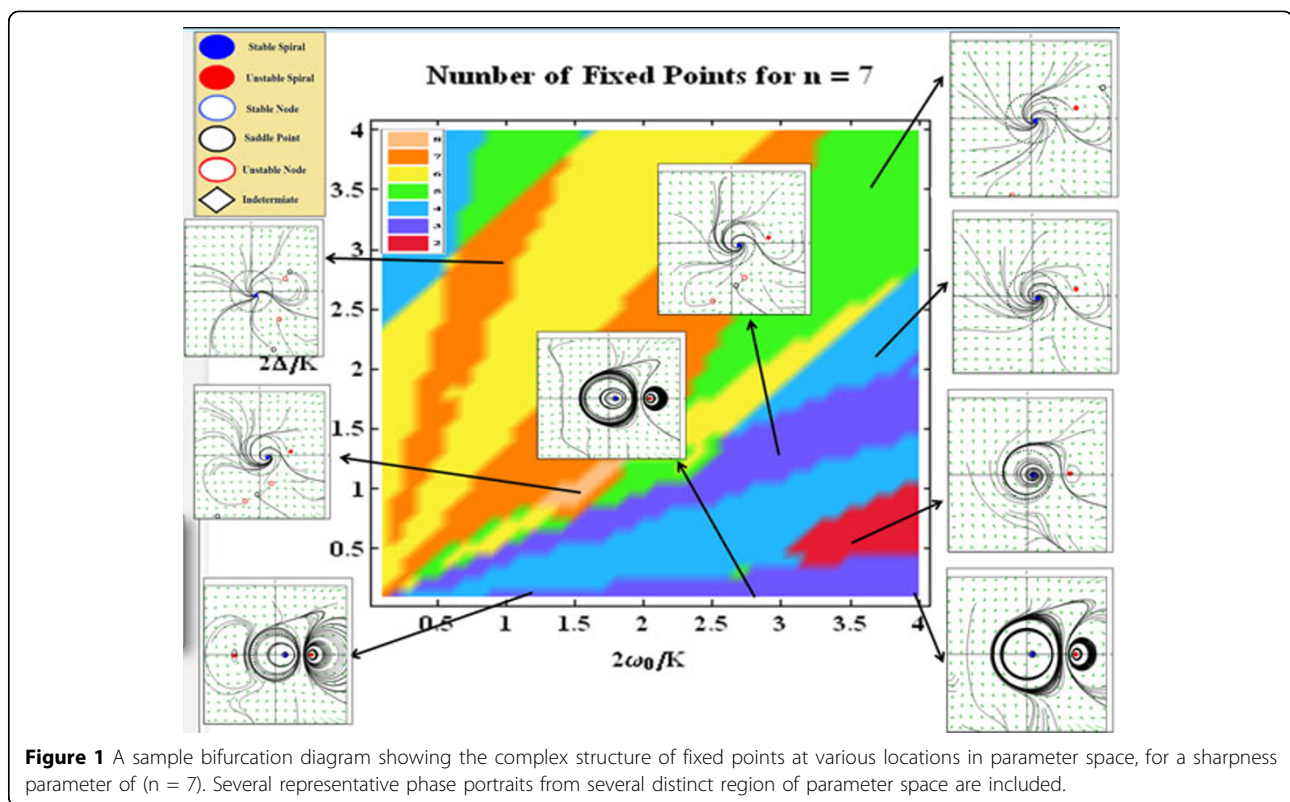 Stable Spiral
Unstable Spiral
Stable Node
Saddle Point
Unstable Node
Indetermiate
Number of Fixed Points for n = 7
8
7
6
5
4
3
2
4
3.5
3
2.5
2
1.5
1
0.5
2Δ/K
0.5
1
1.5
2
2.5
3
3.5
4
2ω₀/K
Figure 1 A sample bifurcation diagram showing the complex structure of fixed points at various locations in parameter space, for a sharpness
parameter of (n = 7). Several representative phase portraits from several distinct region of parameter space are included.